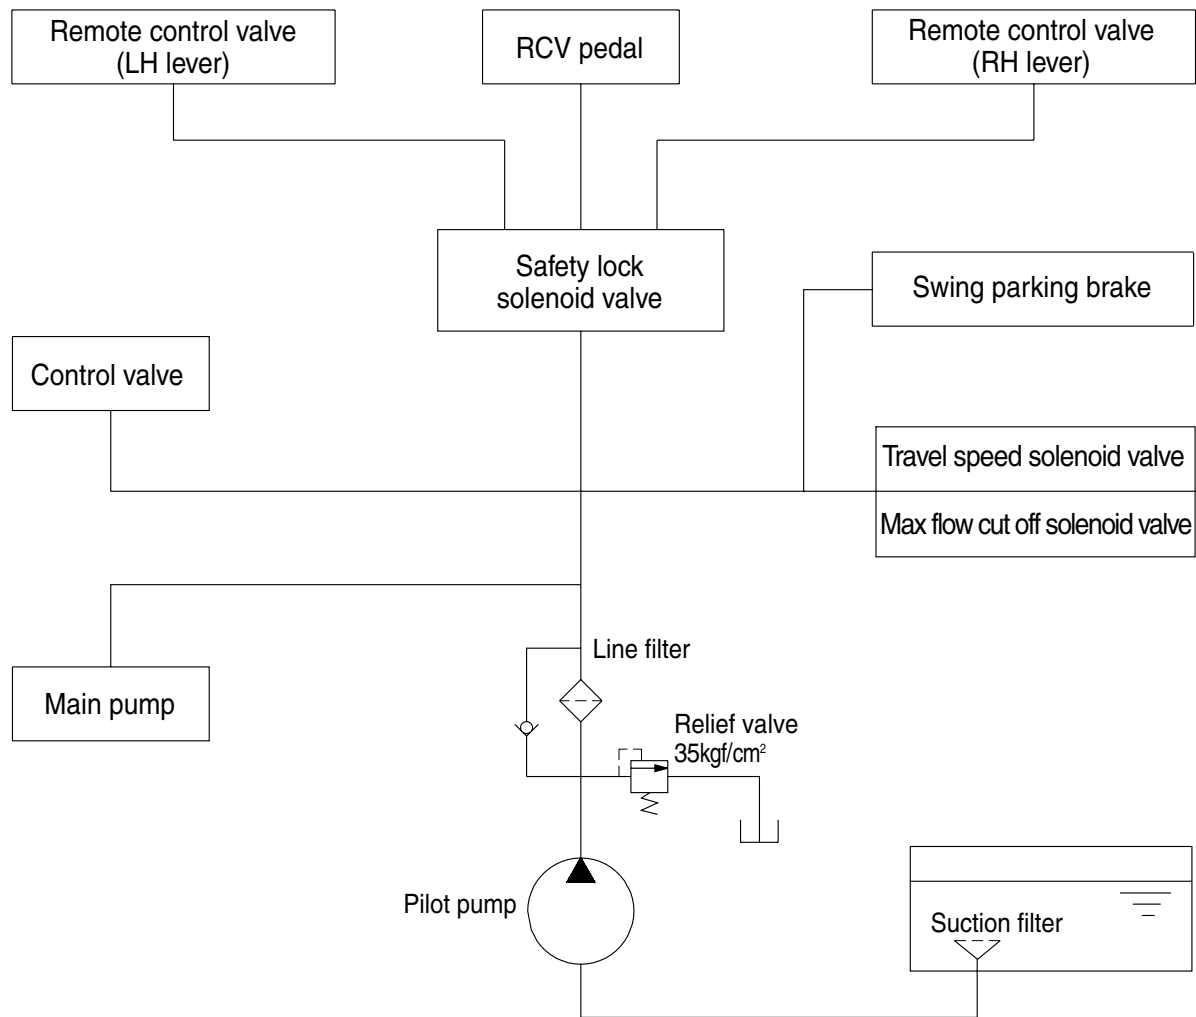 Remote control valve
(LH lever)
RCV pedal
Remote control valve
(RH lever)
Safety lock
solenoid valve
Swing parking brake
Control valve
Travel speed solenoid valve
Max flow cut off solenoid valve
Line filter
Main pump
Relief valve
35kgf/cm²
Pilot pump
Suction filter